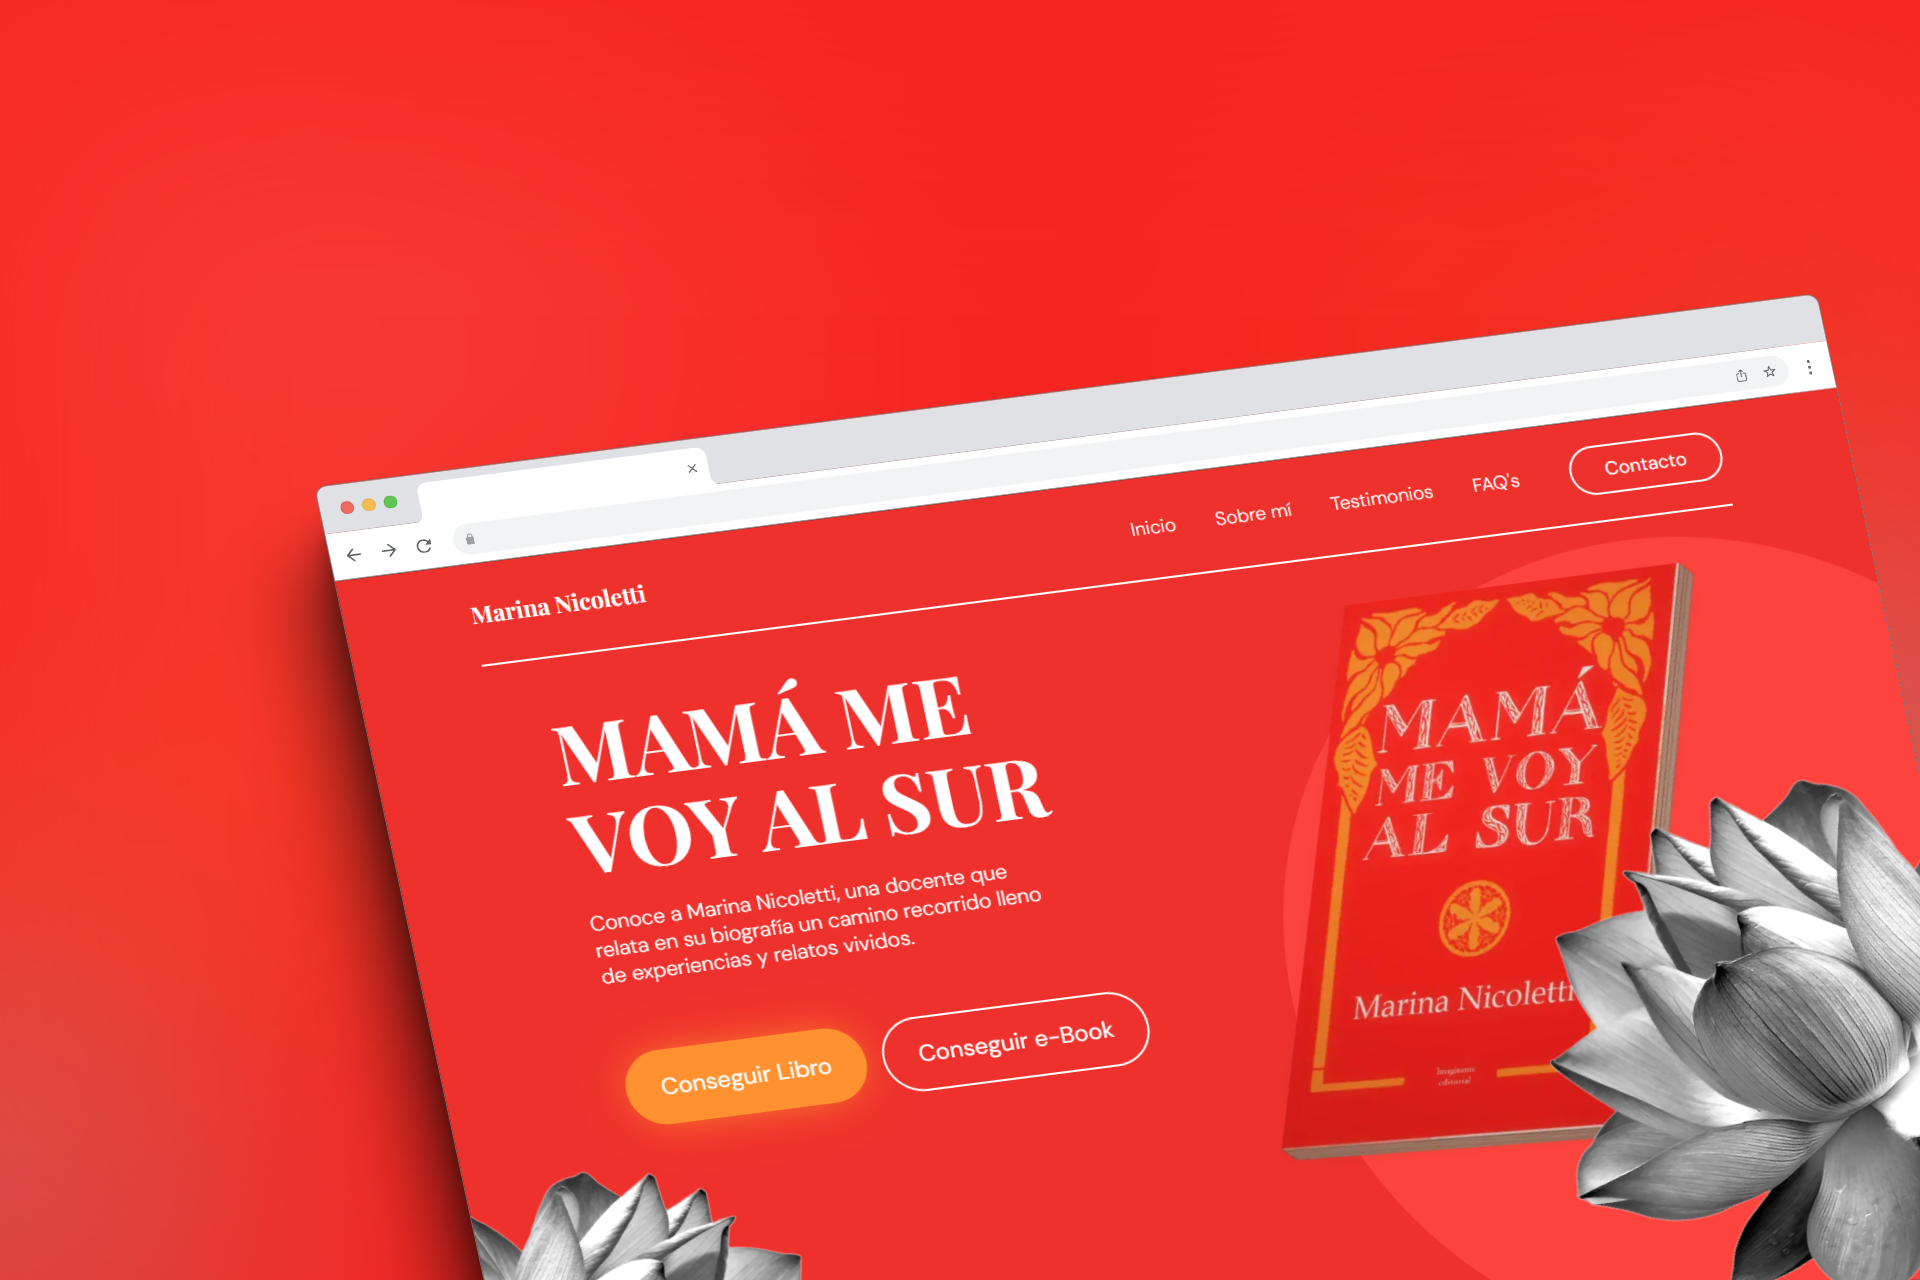 Marina Nicoletti
Inicio
Sobre mí
Testimonios
FAQ's
Contacto
MAMÁ ME
VOY AL SUR
Conoce a Marina Nicoletti, una docente que
relata en su biografía un camino recorrido lleno
de experiencias y relatos vividos.
Conseguir Libro
Conseguir e-Book
MAMÁ
ME VOY
AL SUR
Marina Nicoletti
Imaginante
editorial